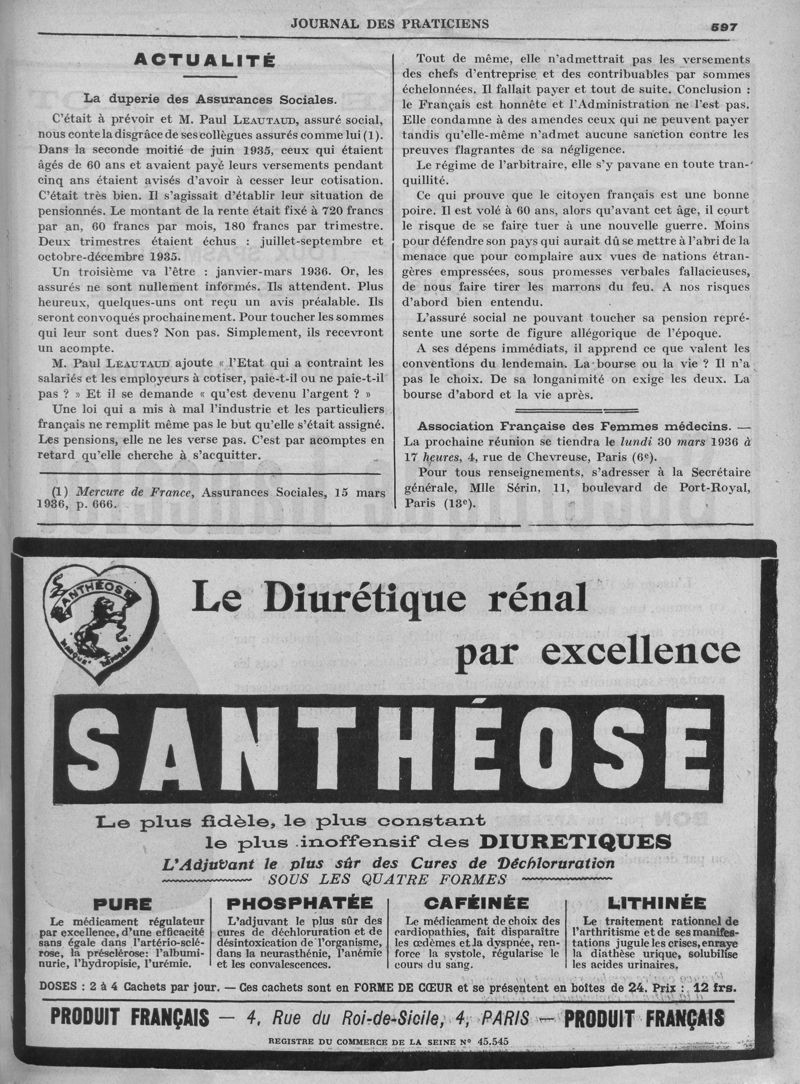 JOURNAL DES PRATICIENS
597
ACTUALITÉ
La duperie des Assurances Sociales.
C'était à prévoir et M. Paul LEAUTAUD, assuré social,
nous conte la disgrâce de ses collègues assurés comme lui (1).
Dans la seconde moitié de juin 1935, ceux qui étaient
âgés de 60 ans et avaient payé leurs versements pendant
cinq ans étaient avisés d'avoir à cesser leur cotisation.
C'était très bien. Il s'agissait d'établir leur situation de
pensionnés. Le montant de la rente était fixé à 720 francs
par an, 60 francs par mois, 180 francs par trimestre.
Deux trimestres étaient échus : juillet-septembre et
octobre-décembre 1935.
Un troisième va l'être : janvier-mars 1936. Or, les
assurés ne sont nullement informés. Ils attendent. Plus
heureux, quelques-uns ont reçu un avis préalable. Ils
seront convoqués prochainement. Pour toucher les sommes
qui leur sont dues? Non pas. Simplement, ils recevront
un acompte.
M. Paul LEAUTAUD ajoute « l'Etat qui a contraint les
salariés et les employeurs à cotiser, paie-t-il ou ne paie-t-il
pas ? » Et il se demande « qu'est devenu l'argent ? »
Une loi qui a mis à mal l'industrie et les particuliers
français ne remplit même pas le but qu'elle s'était assigné.
Les pensions, elle ne les verse pas. C'est par acomptes en
retard qu'elle cherche à s'acquitter.
(1) Mercure de France, Assurances Sociales, 15 mars
1936, p. 666.
Tout de même, elle n'admettrait pas les versements
des chefs d'entreprise et des contribuables par sommes
échelonnées. Il fallait payer et tout de suite. Conclusion :
le Français est honnête et l'Administration ne l'est pas.
Elle condamne à des amendes ceux qui ne peuvent payer
tandis qu'elle-même n'admet aucune sanction contre les
preuves flagrantes de sa négligence.
Le régime de l'arbitraire, elle s'y pavane en toute tran-
quillité.
Ce qui prouve que le citoyen français est une bonne
poire. Il est volé à 60 ans, alors qu'avant cet âge, il court
le risque de se faire tuer à une nouvelle guerre. Moins
pour défendre son pays qui aurait dû se mettre à l'abri de la
menace que pour complaire aux vues de nations étran-
gères empressées, sous promesses verbales fallacieuses,
de nous faire tirer les marrons du feu. A nos risques
d'abord bien entendu.
L'assuré social ne pouvant toucher sa pension repré-
sente une sorte de figure allégorique de l'époque.
A ses dépens immédiats, il apprend ce que valent les
conventions du lendemain. La bourse ou la vie ? Il n'a
pas le choix. De sa longanimité on exige les deux. La
bourse d'abord et la vie après.
Association Française des Femmes médecins. —
La prochaine réunion se tiendra le lundi 30 mars 1936 à
17 heures, 4, rue de Chevreuse, Paris (6e).
Pour tous renseignements, s'adresser à la Secrétaire
générale, Mlle Sérin, 11, boulevard de Port-Royal,
Paris (13e).
SANTHÉOSE
MARQUE DÉPOSÉE
Le Diurétique rénal
par excellence
SANTHÉOSE
Le plus fidèle, le plus constant
le plus inoffensif des DIURETIQUES
L'Adjuvant le plus sûr des Cures de Déchloruration
SOUS LES QUATRE FORMES
PURE
Le médicament régulateur
par excellence, d'une efficacité
sans égale dans l'artério-sclé-
rose, la présclérose: l'albumi-
nurie, l'hydropisie, l'urémie.
PHOSPHATÉE
L'adjuvant le plus sûr des
cures de déchloruration et de
désintoxication de l'organisme,
dans la neurasthénie, l'anémie
et les convalescences.
CAFÉINÉE
Le médicament de choix des
cardiopathies, fait disparaître
les œdèmes et la dyspnée, ren-
force la systole, régularise le
cours du sang.
LITHINÉE
Le traitement rationnel de
l'arthritisme et de ses manifes-
tations jugule les crises, enraye
la diathèse urique, solubilise
les acides urinaires.
DOSES : 2 à 4 Cachets par jour. — Ces cachets sont en FORME DE CŒUR et se présentent en boites de 24. Prix : 12 frs.
PRODUIT FRANÇAIS — 4, Rue du Roi-de-Sicile, 4, PARIS — PRODUIT FRANÇAIS
REGISTRE DU COMMERCE DE LA SEINE N° 45.545